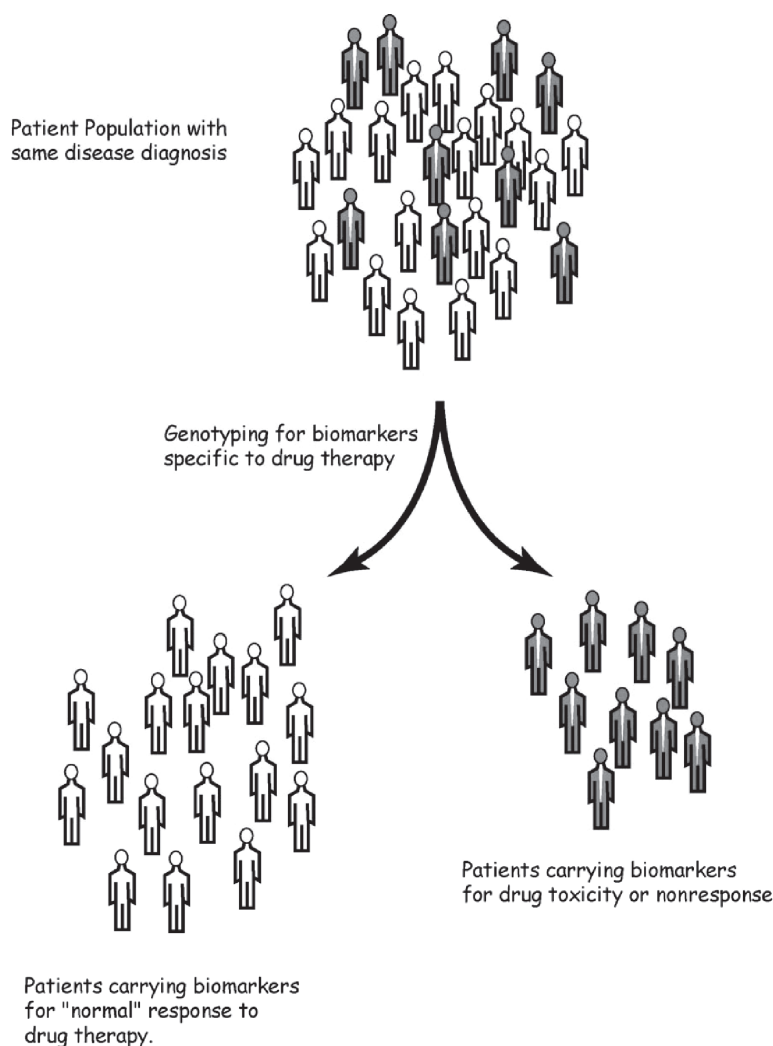 Patient Population with
same disease diagnosis
Genotyping for biomarkers
specific to drug therapy
Patients carrying biomarkers
for drug toxicity or nonresponse
Patients carrying biomarkers
for "normal" response to
drug therapy.